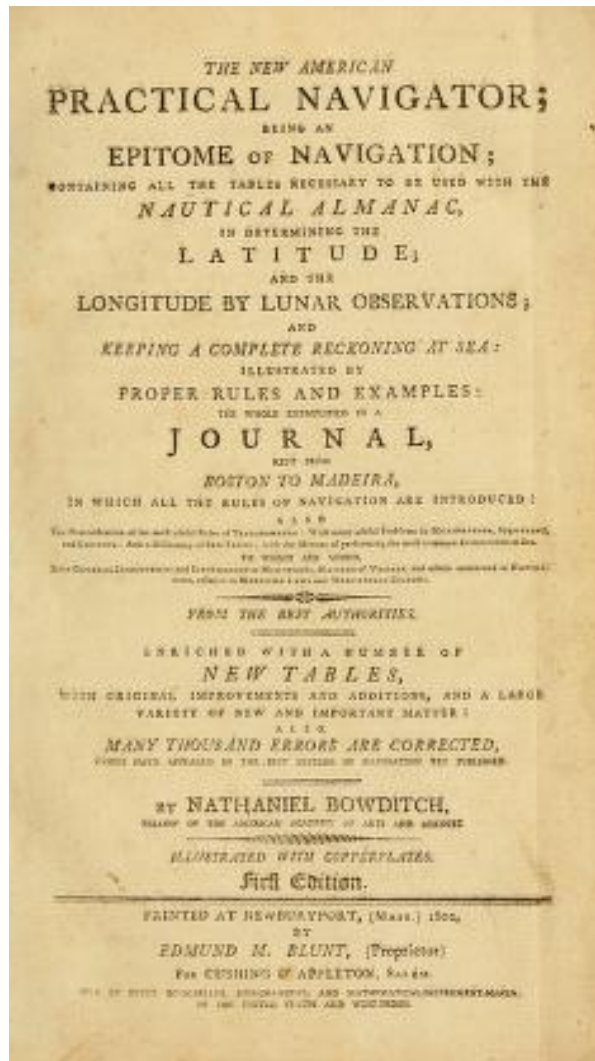 THE NEW AMERICAN
PRACTICAL NAVIGATOR;
BEING AN
EPITOME OF NAVIGATION;
CONTAINING ALL THE TABLES NECESSARY TO BE USED WITH THE
NAUTICAL ALMANAC,
IN DETERMINING THE
LATITUDE;
AND THE
LONGITUDE BY LUNAR OBSERVATIONS;
AND
KEEPING A COMPLETE RECKONING AT SEA:
ILLUSTRATED BY
PROPER RULES AND EXAMPLES:
THE WHOLE EXEMPLIFIED IN A
JOURNAL,
KEPT FROM
BOSTON TO MADEIRA,
IN WHICH ALL THE RULES OF NAVIGATION ARE INTRODUCED:
ALSO
FROM THE BEST AUTHORITIES.
ENRICHED WITH A NUMBER OF
NEW TABLES,
WITH ORIGINAL IMPROVEMENTS AND ADDITIONS, AND A LARGE
VARIETY OF NEW AND IMPORTANT MATTER:
ALSO
MANY THOUSAND ERRORS ARE CORRECTED,
BY NATHANIEL BOWDITCH,
FELLOW OF THE AMERICAN ACADEMY OF ARTS AND SCIENCES
ILLUSTRATED WITH COPPERPLATES.
First Edition.
PRINTED AT NEWBURYPORT, (MASS.) 1802,
BY
EDMUND M. BLUNT, (Proprietor)
FOR CUSHING & APPLETON, SALEM.